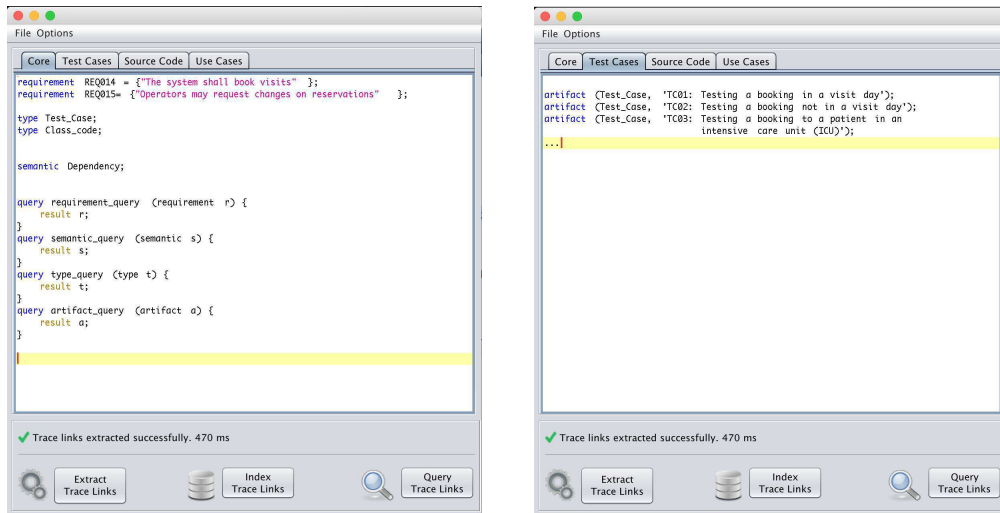 File Options
Core Test Cases Source Code Use Cases
requirement REQ014 = {"The system shall book visits" };
requirement REQ015= {"Operators may request changes on reservations" };
type Test_Case;
type Class_code;
semantic Dependency;
query requirement_query (requirement r) {
result r;
}
query semantic_query (semantic s) {
result s;
}
query type_query (type t) {
result t;
}
query artifact_query (artifact a) {
result a;
}
Trace links extracted successfully. 470 ms
Extract
Trace Links
Index
Trace Links
Query
Trace Links
File Options
Core Test Cases Source Code Use Cases
artifact (Test_Case, 'TC01: Testing a booking in a visit day');
artifact (Test_Case, 'TC02: Testing a booking not in a visit day');
artifact (Test_Case, 'TC03: Testing a booking to a patient in an
intensive care unit (ICU)');
...
Trace links extracted successfully. 470 ms
Extract
Trace Links
Index
Trace Links
Query
Trace Links